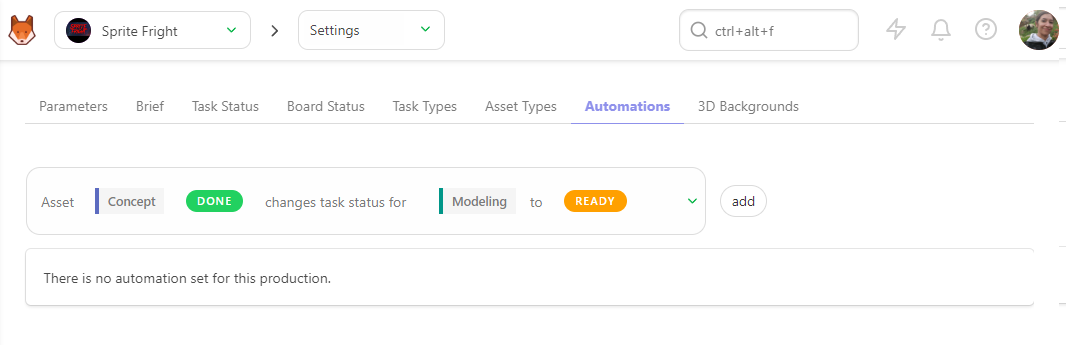 Sprite Fright > Settings ctrl+alt+f
Parameters Brief Task Status Board Status Task Types Asset Types Automations 3D Backgrounds
Asset Concept DONE changes task status for Modeling to READY add
There is no automation set for this production.